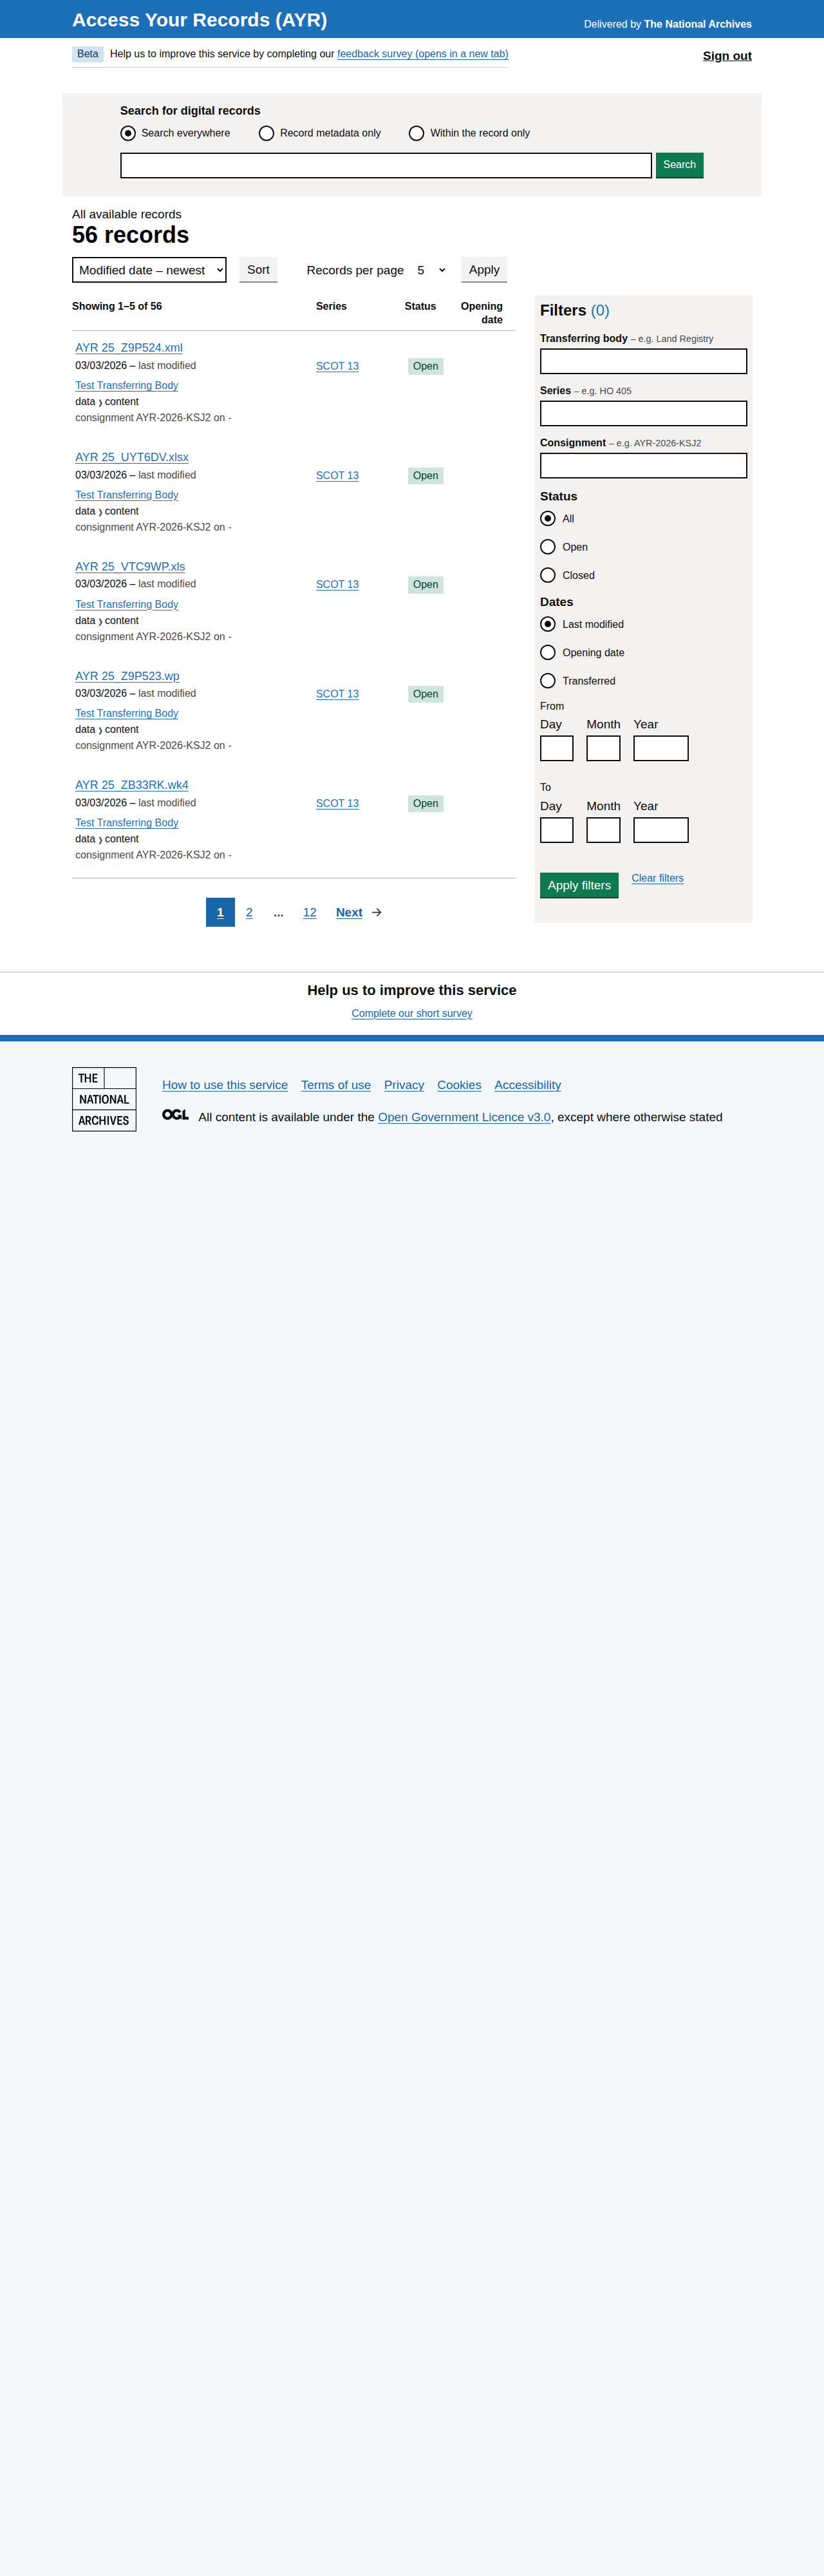 Access Your Records (AYR)
Delivered by The National Archives
Beta Help us to improve this service by completing our feedback survey (opens in a new tab)
Sign out
Search for digital records
Search everywhere Record metadata only Within the record only
Search
All available records
56 records
Modified date – newest Sort Records per page 5 Apply
Showing 1–5 of 56 Series Status Opening date
AYR 25_Z9P524.xml
03/03/2026 – last modified SCOT 13 Open
Test Transferring Body
data ❯ content
consignment AYR-2026-KSJ2 on -
AYR 25_UYT6DV.xlsx
03/03/2026 – last modified SCOT 13 Open
Test Transferring Body
data ❯ content
consignment AYR-2026-KSJ2 on -
AYR 25_VTC9WP.xls
03/03/2026 – last modified SCOT 13 Open
Test Transferring Body
data ❯ content
consignment AYR-2026-KSJ2 on -
AYR 25_Z9P523.wp
03/03/2026 – last modified SCOT 13 Open
Test Transferring Body
data ❯ content
consignment AYR-2026-KSJ2 on -
AYR 25_ZB33RK.wk4
03/03/2026 – last modified SCOT 13 Open
Test Transferring Body
data ❯ content
consignment AYR-2026-KSJ2 on -
1 2 ... 12 Next →
Filters (0)
Transferring body – e.g. Land Registry
Series – e.g. HO 405
Consignment – e.g. AYR-2026-KSJ2
Status
All
Open
Closed
Dates
Last modified
Opening date
Transferred
From
Day Month Year
To
Day Month Year
Apply filters Clear filters
Help us to improve this service
Complete our short survey
THE
NATIONAL
ARCHIVES
How to use this service Terms of use Privacy Cookies Accessibility
OGL All content is available under the Open Government Licence v3.0, except where otherwise stated